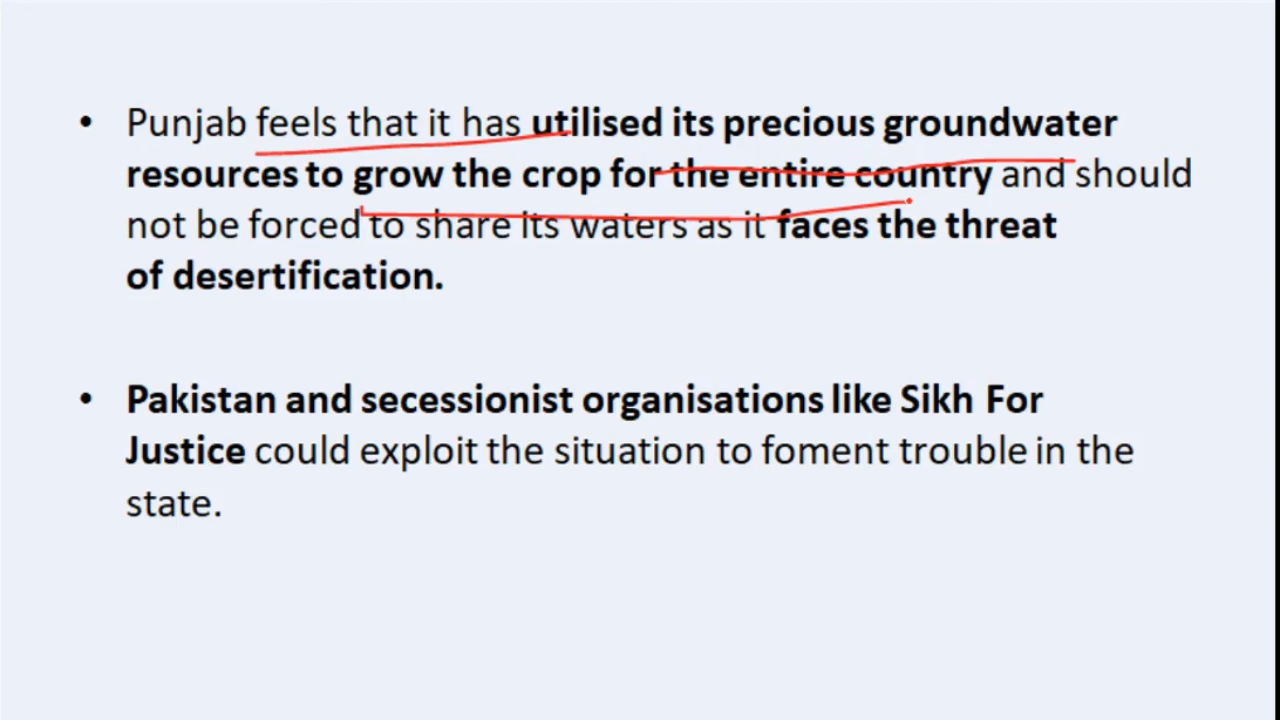 • Punjab feels that it has utilised its precious groundwater
resources to grow the crop for the entire country and should
not be forced to share its waters as it faces the threat
of desertification.
• Pakistan and secessionist organisations like Sikh For
Justice could exploit the situation to foment trouble in the
state.